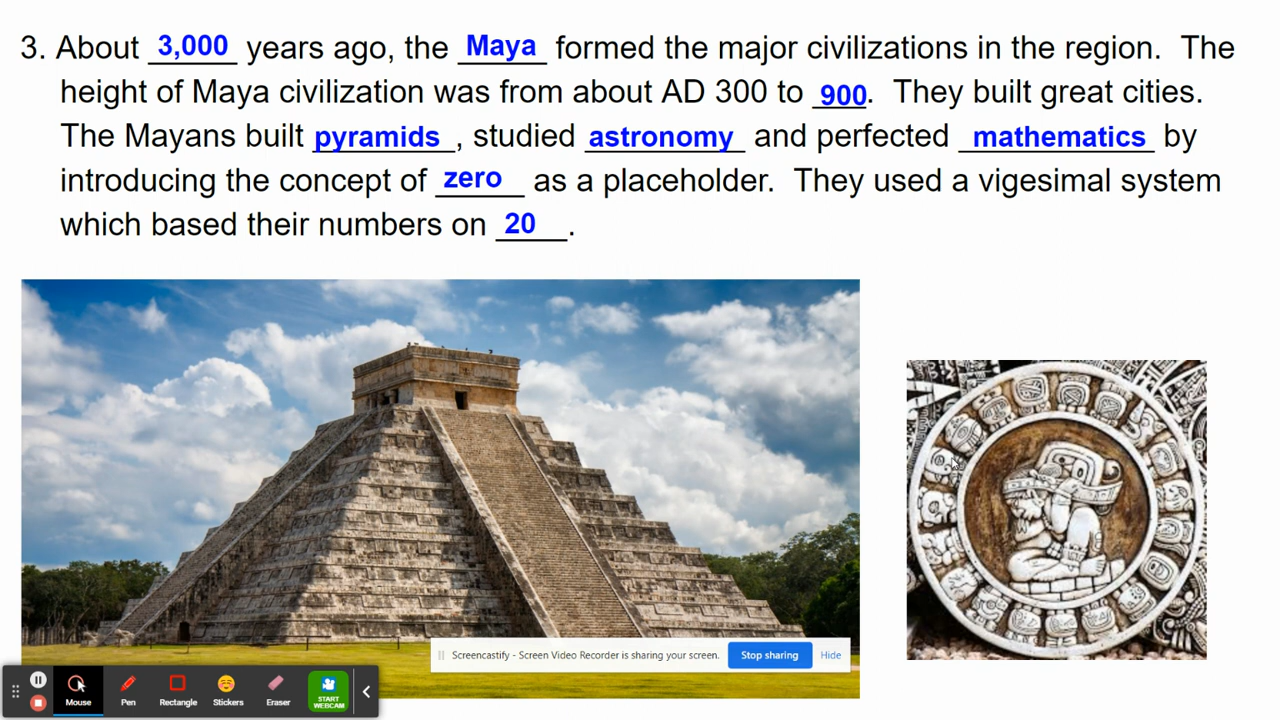 3. About 3,000 years ago, the Maya formed the major civilizations in the region. The
height of Maya civilization was from about AD 300 to 900. They built great cities.
The Mayans built pyramids, studied astronomy and perfected mathematics by
introducing the concept of zero as a placeholder. They used a vigesimal system
which based their numbers on 20.
Screencastify - Screen Video Recorder is sharing your screen. Stop sharing Hide
Mouse Pen Rectangle Stickers Eraser START WEBCAM